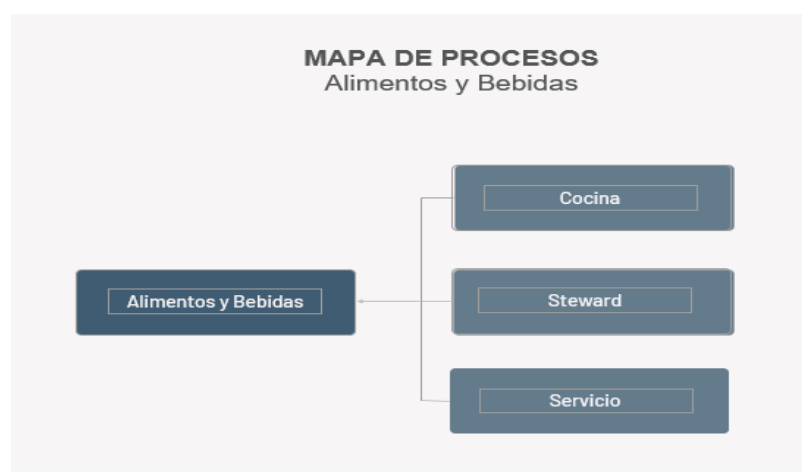 MAPA DE PROCESOS
Alimentos y Bebidas
Cocina
Alimentos y Bebidas
Steward
Servicio